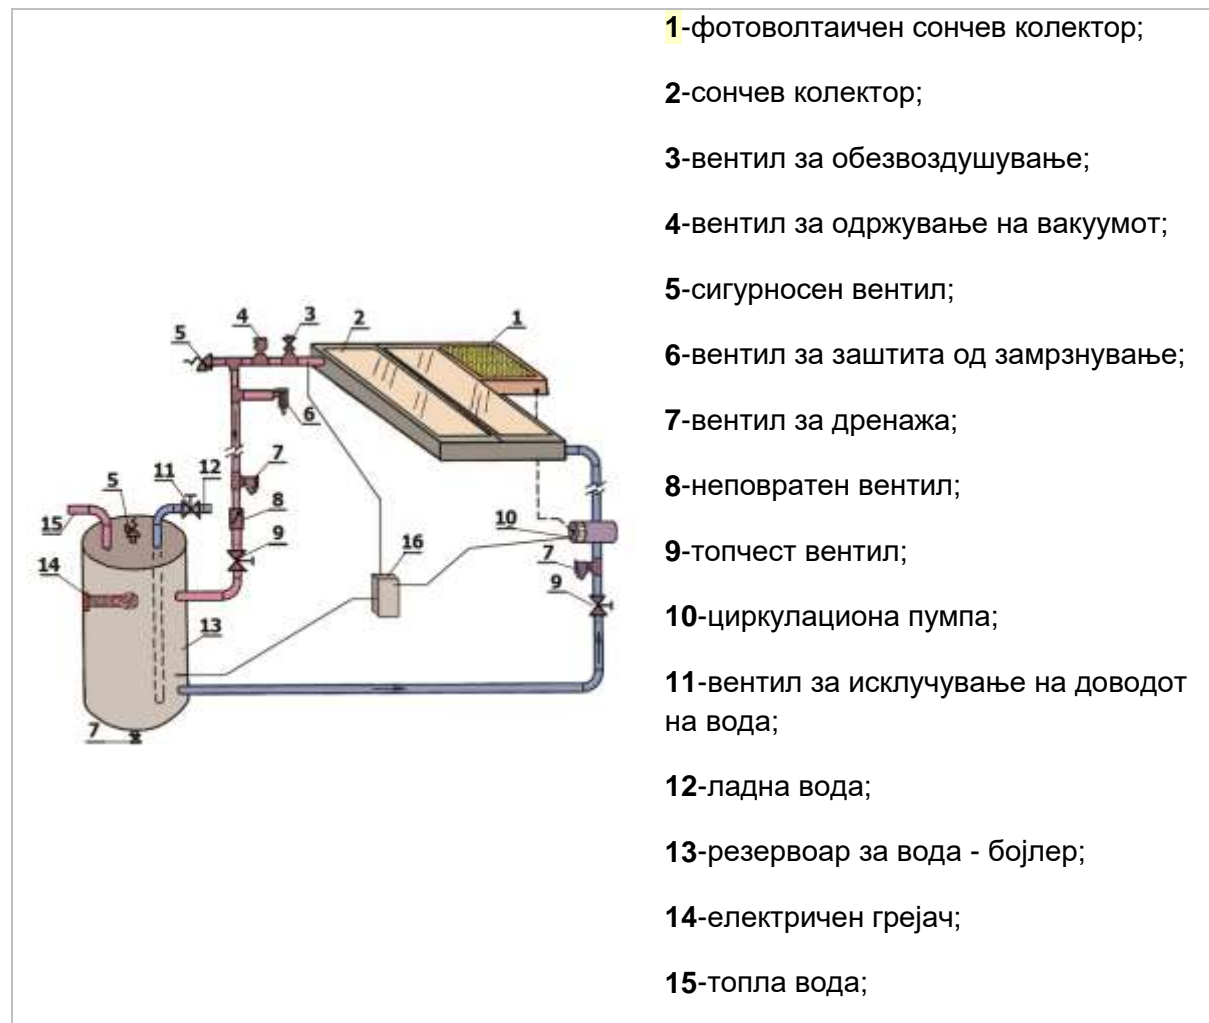 1-фотоволтаичен сончев колектор;
2-сончев колектор;
3-вентил за обезвоздушување;
4-вентил за одржување на вакуумот;
5-сигурносен вентил;
6-вентил за заштита од замрзнување;
7-вентил за дренажа;
8-неповратен вентил;
9-топчест вентил;
10-циркулациона пумпа;
11-вентил за исклучување на доводот
на вода;
12-ладна вода;
13-резервоар за вода - бојлер;
14-електричен грејач;
15-топла вода;
5
4
3
2
1
6
7
11
12
5
15
8
10
9
16
7
14
9
13
7